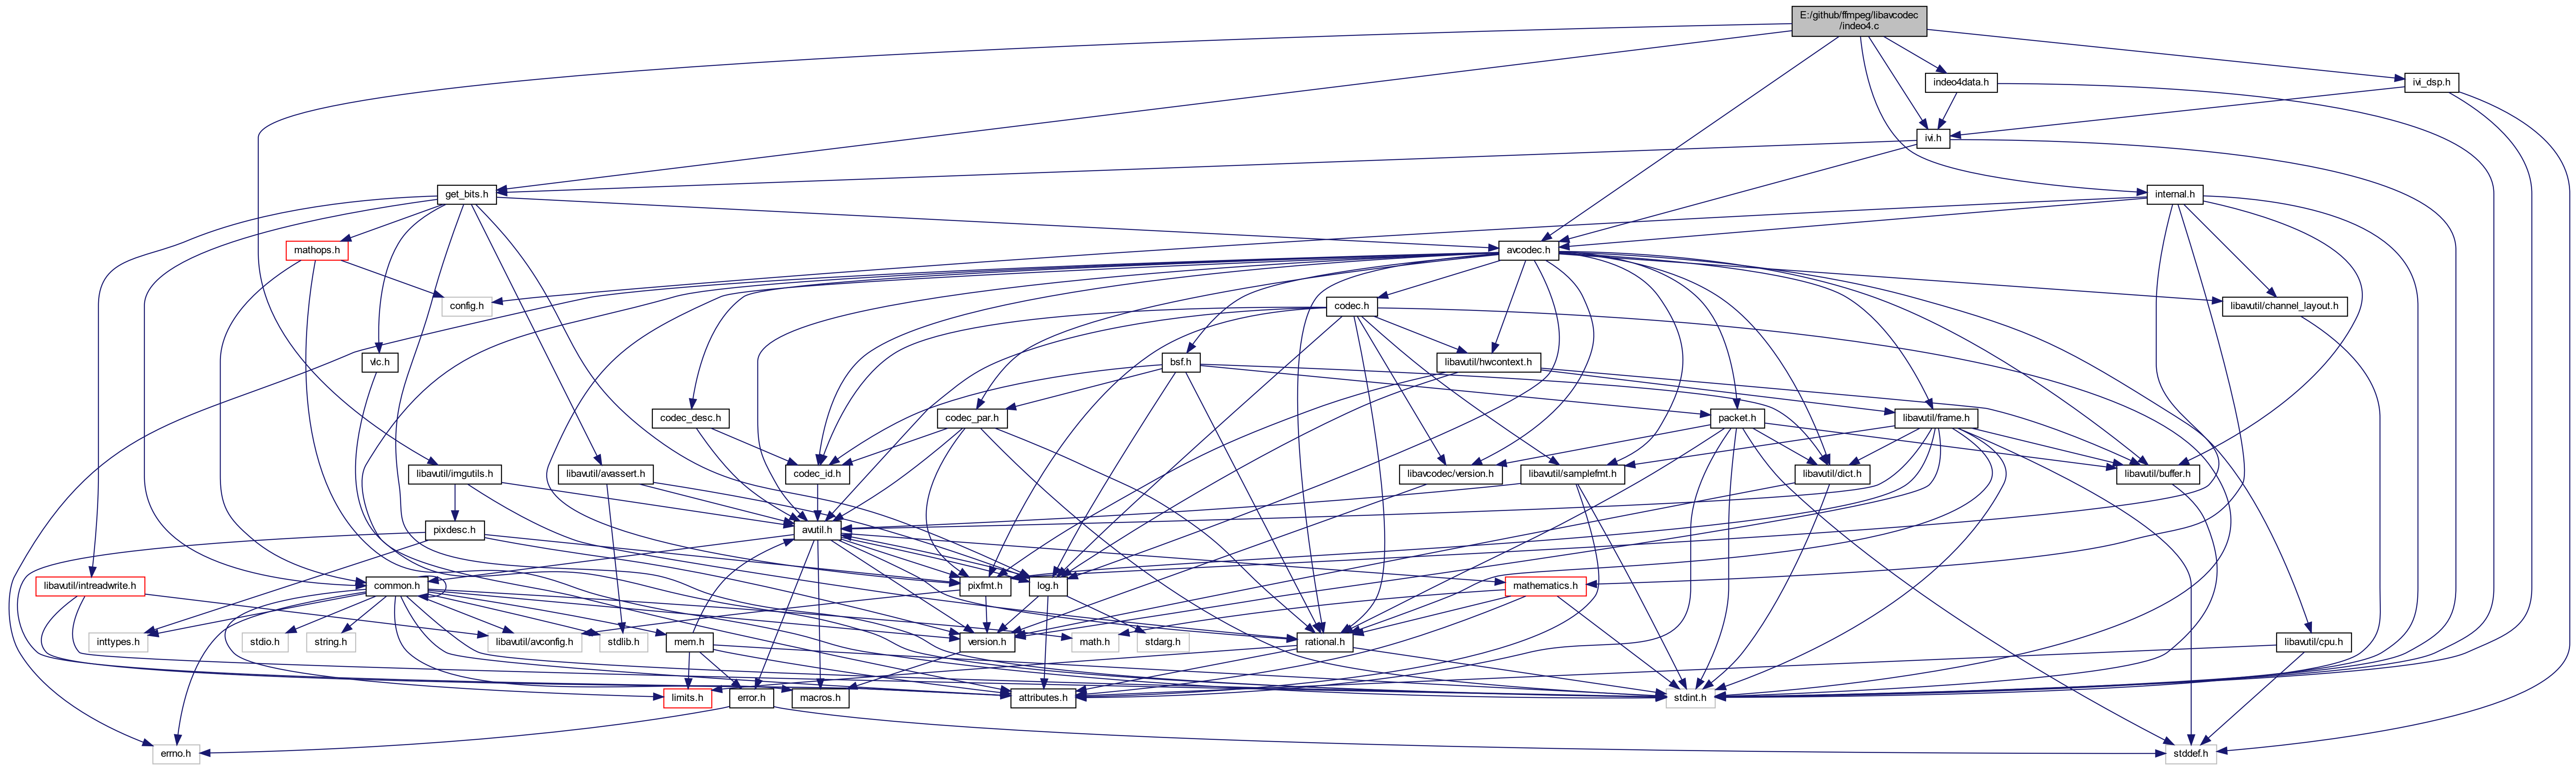 E:/github/ffmpeg/libavcodec
/indeo4.c
indeo4data.h
ivi_dsp.h
ivi.h
get_bits.h
internal.h
mathops.h
avcodec.h
config.h
codec.h
libavutil/channel_layout.h
vlc.h
bsf.h
libavutil/hwcontext.h
codec_desc.h
codec_par.h
packet.h
libavutil/frame.h
libavutil/imgutils.h
libavutil/avassert.h
codec_id.h
libavcodec/version.h
libavutil/samplefmt.h
libavutil/dict.h
libavutil/buffer.h
pixdesc.h
avutil.h
libavutil/intreadwrite.h
common.h
pixfmt.h
log.h
mathematics.h
inttypes.h
stdio.h
string.h
libavutil/avconfig.h
stdlib.h
mem.h
version.h
math.h
stdarg.h
rational.h
libavutil/cpu.h
limits.h
error.h
macros.h
attributes.h
stdint.h
errno.h
stddef.h